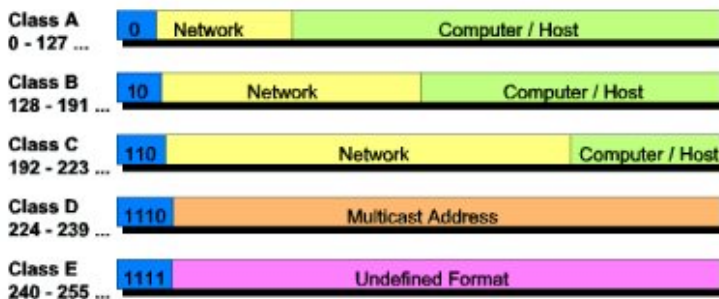 Class A
0 - 127 ...
0 Network Computer / Host
Class B
128 - 191 ...
10 Network Computer / Host
Class C
192 - 223 ...
110 Network Computer / Host
Class D
224 - 239 ...
1110 Multicast Address
Class E
240 - 255 ...
1111 Undefined Format